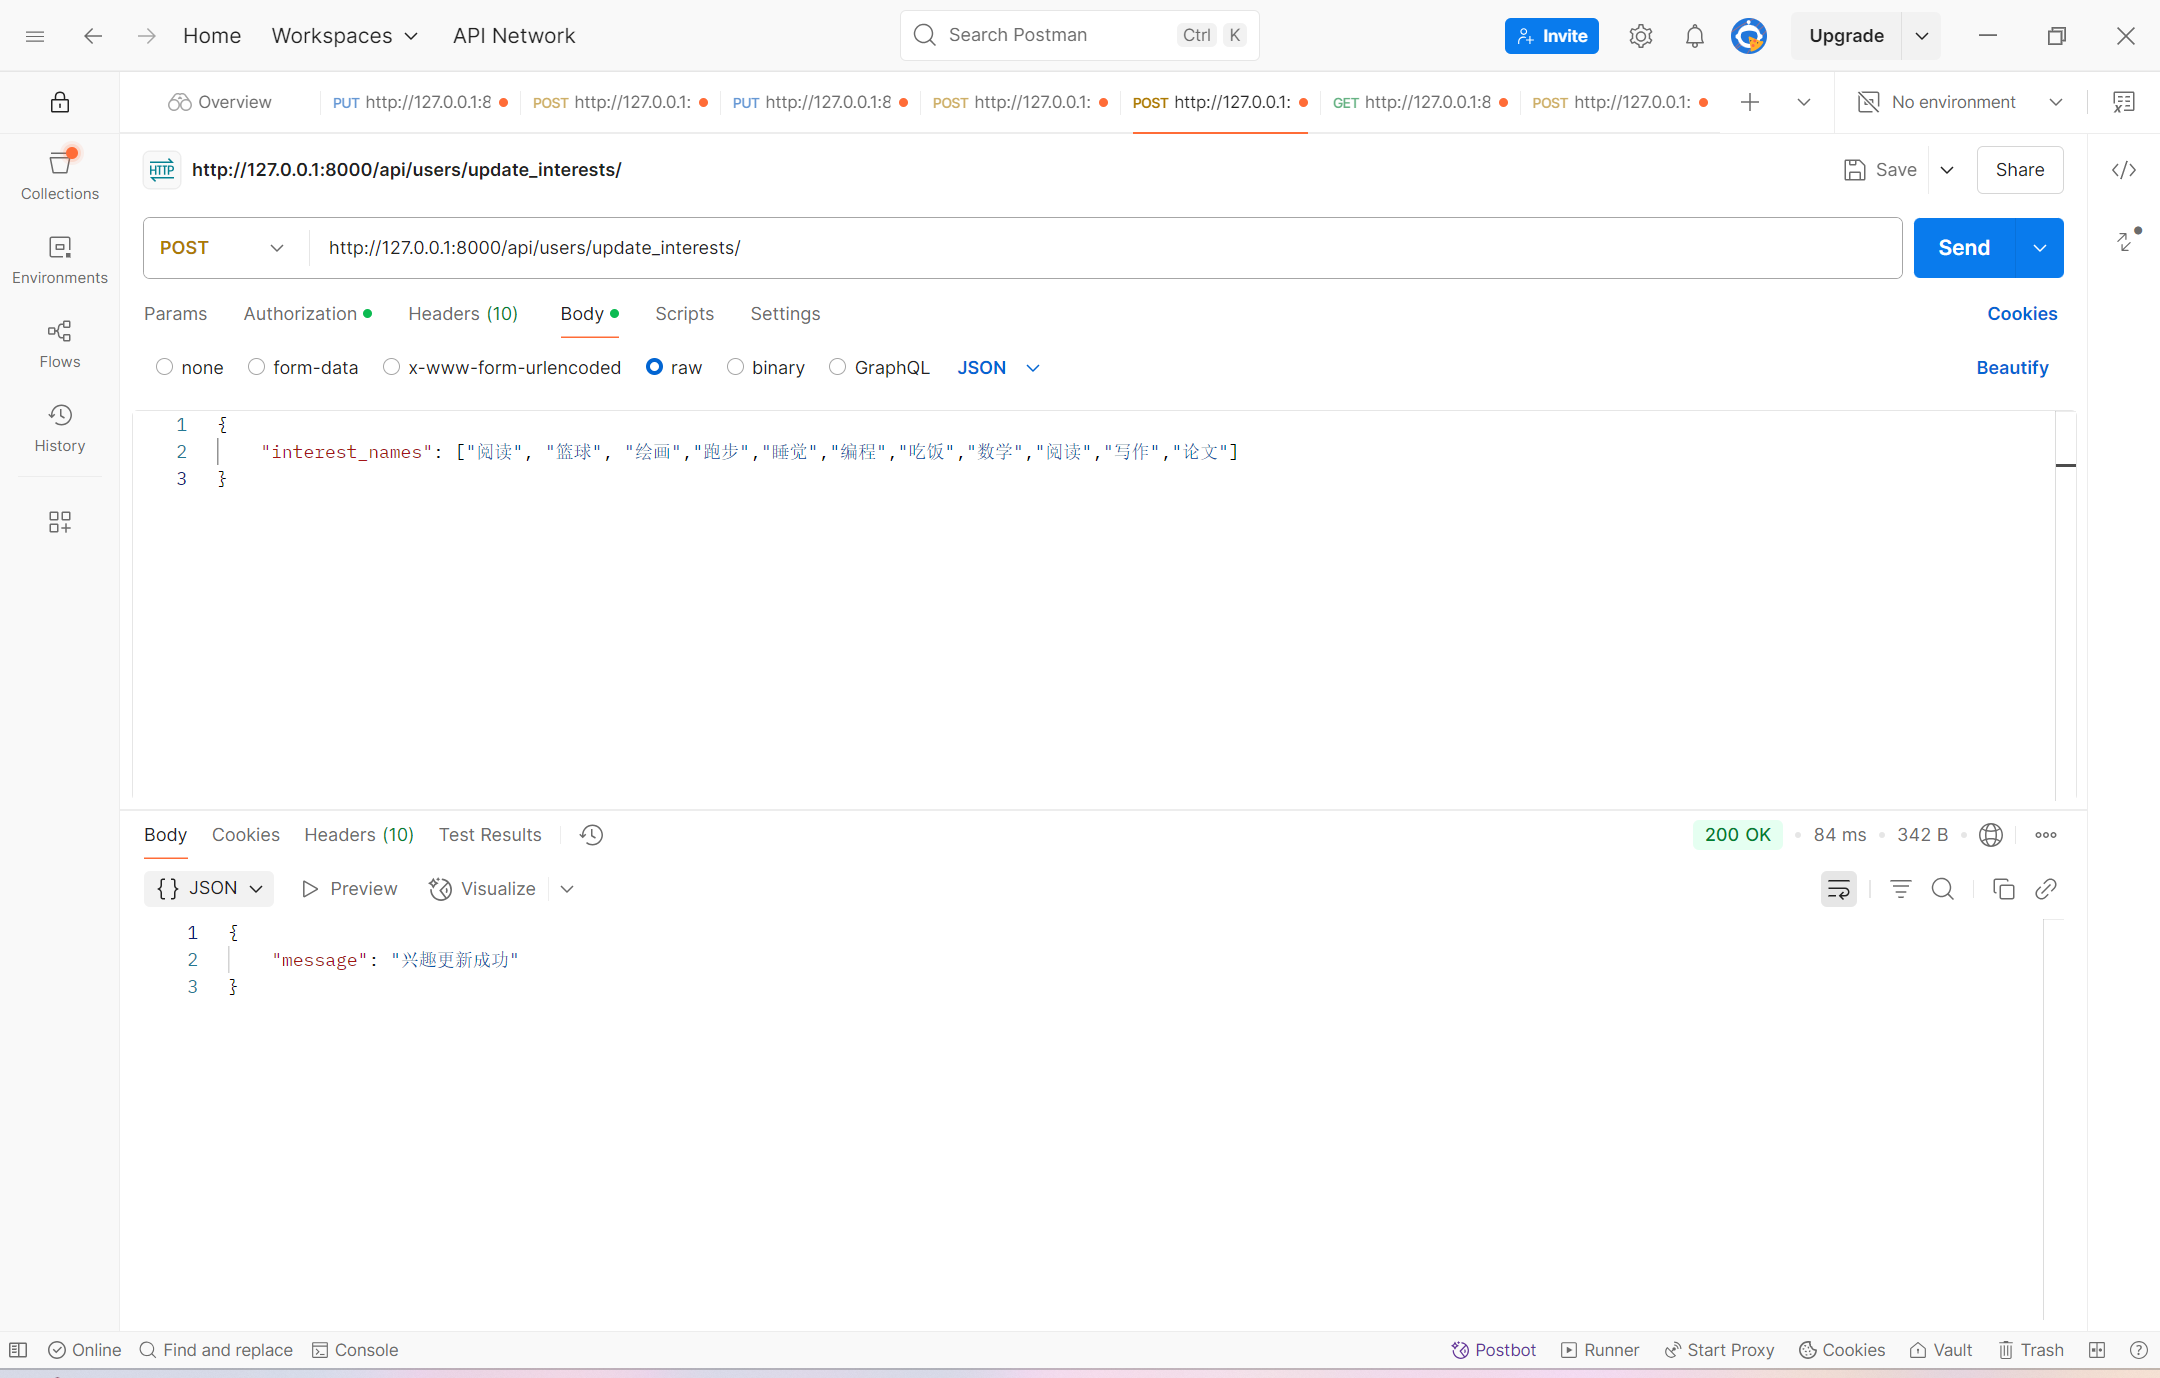 Home Workspaces API Network Search Postman Ctrl K Invite Upgrade
Overview PUT http://127.0.0.1:8 POST http://127.0.0.1: PUT http://127.0.0.1:8 POST http://127.0.0.1: POST http://127.0.0.1: GET http://127.0.0.1:8 POST http://127.0.0.1: No environment
Collections
Environments
Flows
History
HTTP http://127.0.0.1:8000/api/users/update_interests/ Save Share
POST http://127.0.0.1:8000/api/users/update_interests/ Send
Params Authorization Headers (10) Body Scripts Settings Cookies
none form-data x-www-form-urlencoded raw binary GraphQL JSON Beautify
1 {
2 "interest_names": ["阅读", "篮球", "绘画","跑步","睡觉","编程","吃饭","数学","阅读","写作","论文"]
3 }
Body Cookies Headers (10) Test Results 200 OK 84 ms 342 B
{} JSON Preview Visualize
1 {
2 "message": "兴趣更新成功"
3 }
Online Find and replace Console Postbot Runner Start Proxy Cookies Vault Trash